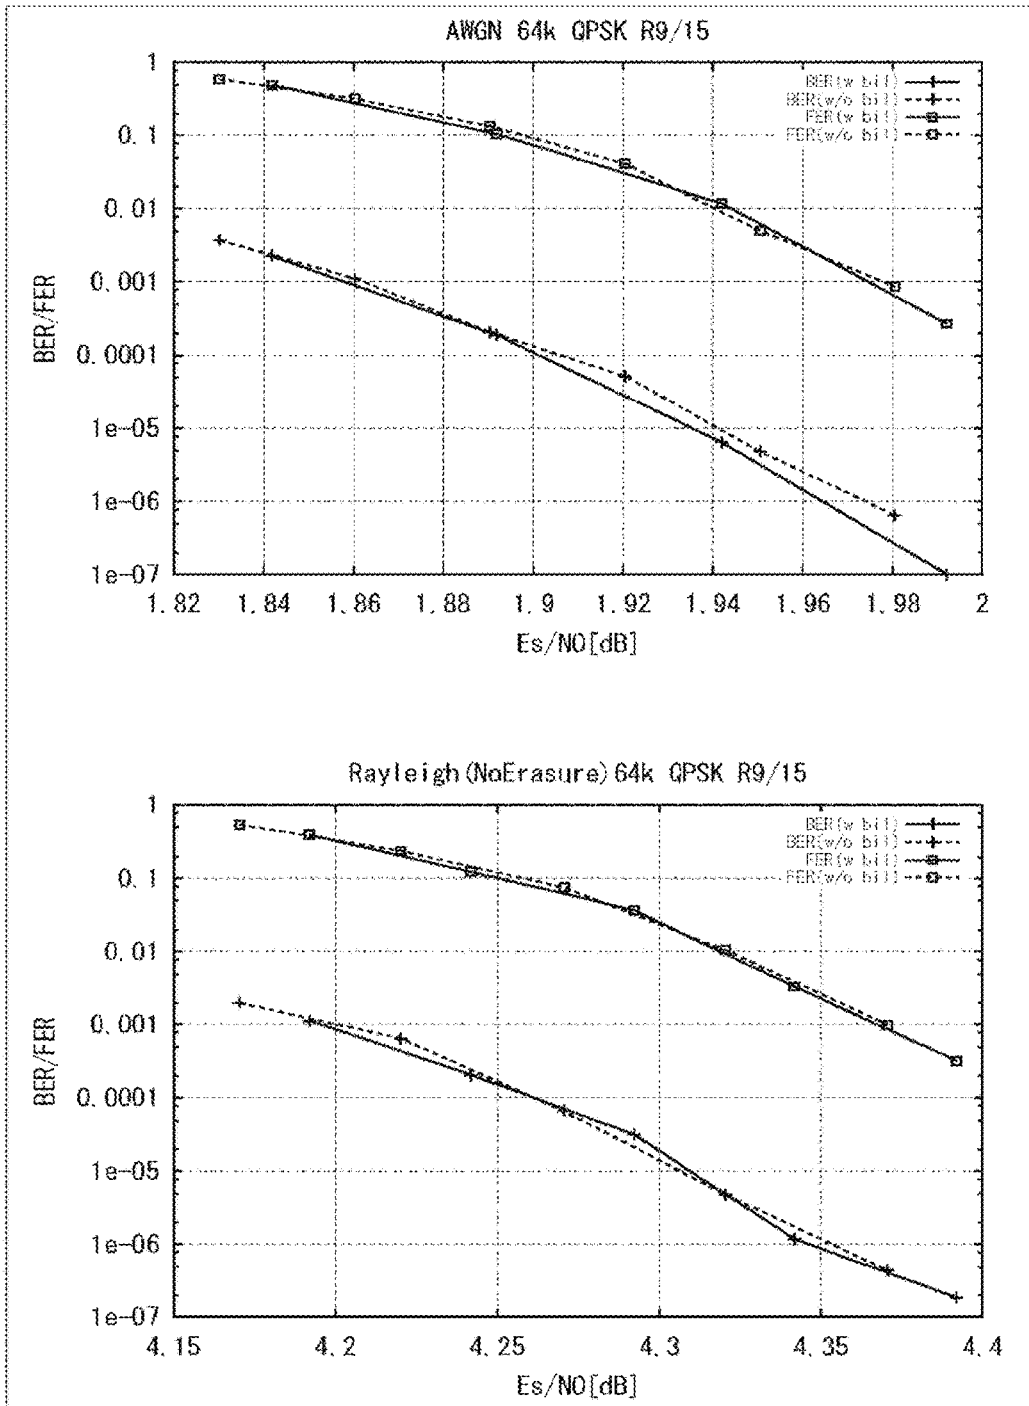 AWGN 64k QPSK R9/15
1
0.1
0.01
0.001
0.0001
1e-05
1e-06
1e-07
BER/FER
BER(w bil)
BER(w/o bil)
FER(w bil)
FER(w/o bil)
1.82 1.84 1.86 1.88 1.9 1.92 1.94 1.96 1.98 2
Es/N0[dB]
Rayleigh(NoErasure)64k QPSK R9/15
1
0.1
0.01
0.001
0.0001
1e-05
1e-06
1e-07
BER/FER
BER(w bil)
BER(w/o bil)
FER(w bil)
FER(w/o bil)
4.15 4.2 4.25 4.3 4.35 4.4
Es/N0[dB]